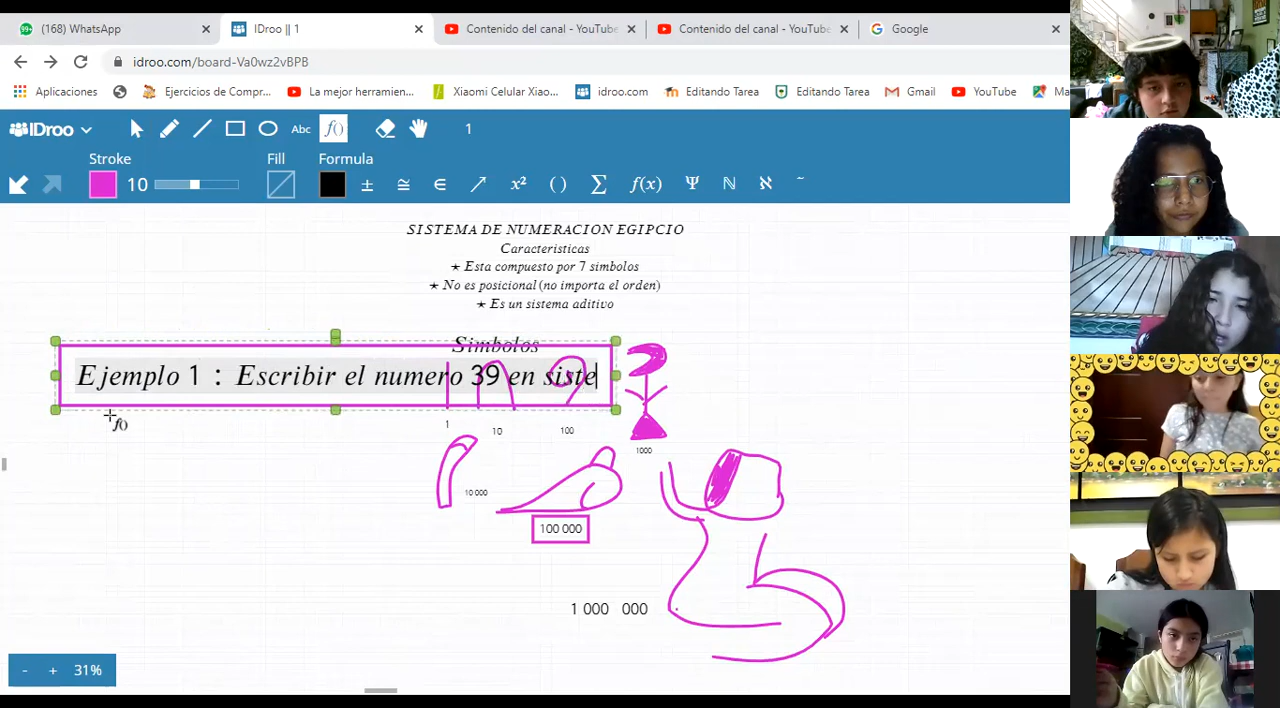 (168) WhatsApp
IDroo || 1
Contenido del canal - YouTube
Contenido del canal - YouTube
Google
idroo.com/board-Va0wz2vBPB
Aplicaciones
Ejercicios de Compr...
La mejor herramien...
Xiaomi Celular Xiao...
idroo.com
Editando Tarea
Editando Tarea
Gmail
YouTube
Ma
IDroo
Abc
f()
1
Stroke
Fill
Formula
10
± ≅ ∈ ↗ x² ( ) ∑ f(x) Ψ ℕ ℵ ~
SISTEMA DE NUMERACION EGIPCIO
Caracteristicas
★ Esta compuesto por 7 simbolos
★ No es posicional (no importa el orden)
★ Es un sistema aditivo
Simbolos
Ejemplo 1 : Escribir el numero 39 en siste
f()
1
10
100
1000
10 000
100 000
1 000 000
- + 31%